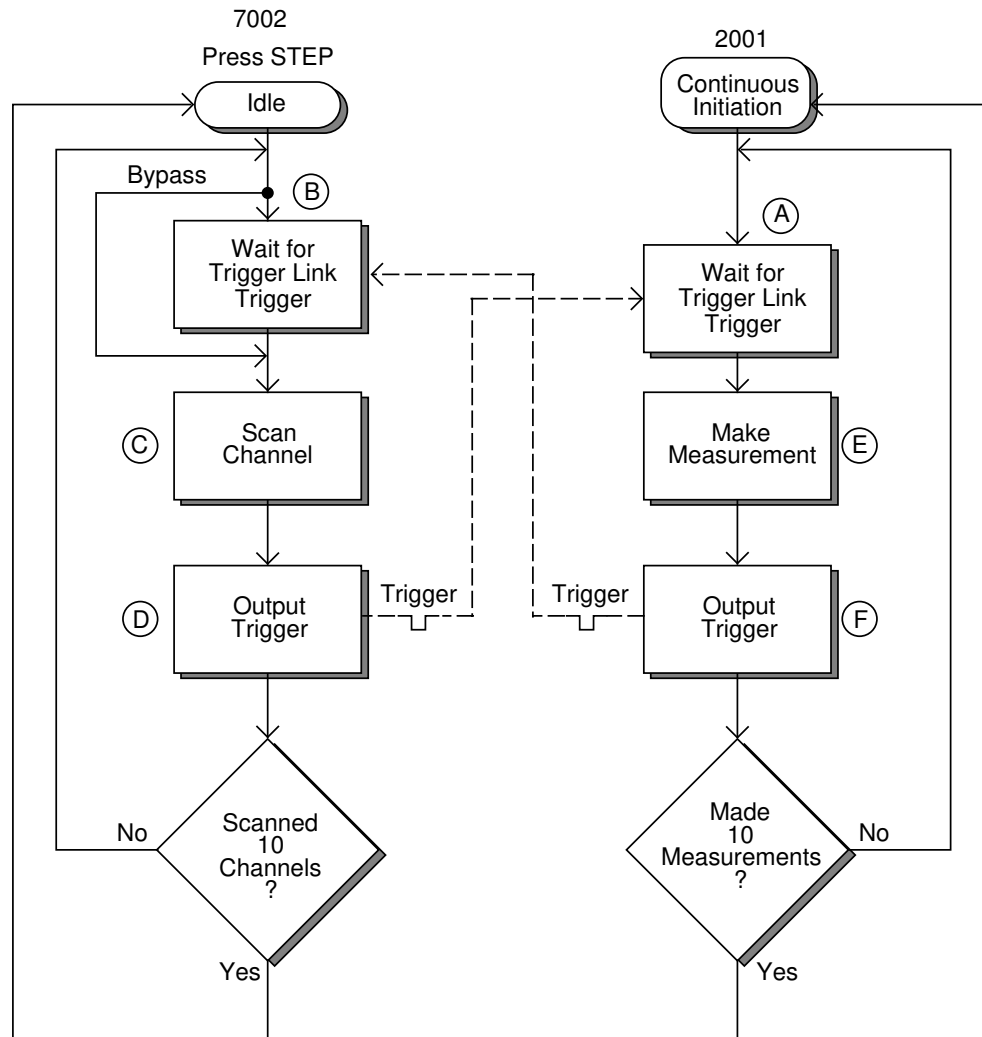 7002
Press STEP
Idle
Bypass
B
Wait for
Trigger Link
Trigger
C
Scan
Channel
D
Output
Trigger
Trigger
No
Scanned
10
Channels
?
Yes
2001
Continuous
Initiation
A
Wait for
Trigger Link
Trigger
Make
Measurement
E
Trigger
Output
Trigger
F
Made
10
Measurements
?
No
Yes